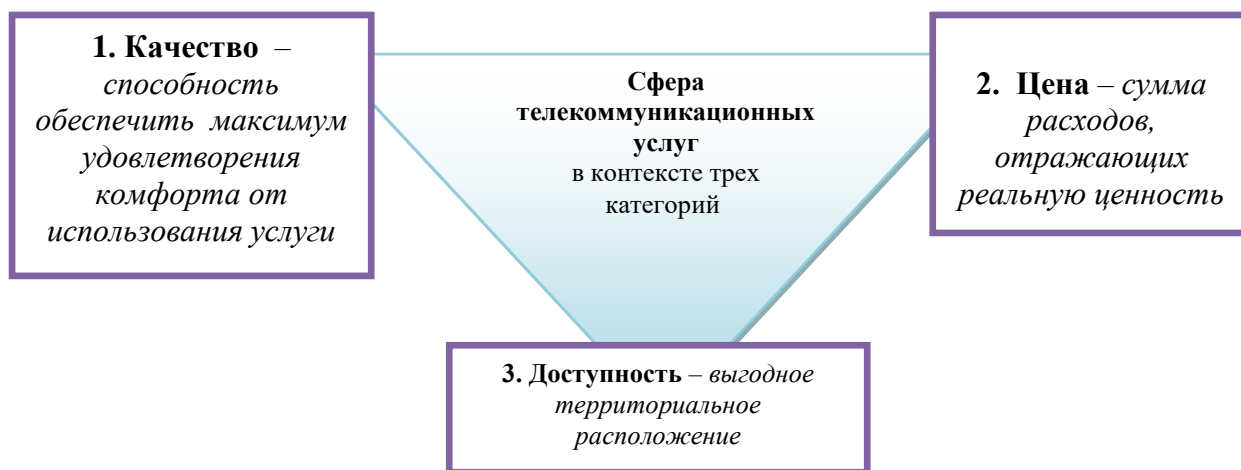 1. Качество –
способность
обеспечить максимум
удовлетворения
комфорта от
использования услуги
Сфера
телекоммуникационных
услуг
в контексте трех
категорий
2. Цена – сумма
расходов,
отражающих
реальную ценность
3. Доступность – выгодное
территориальное
расположение